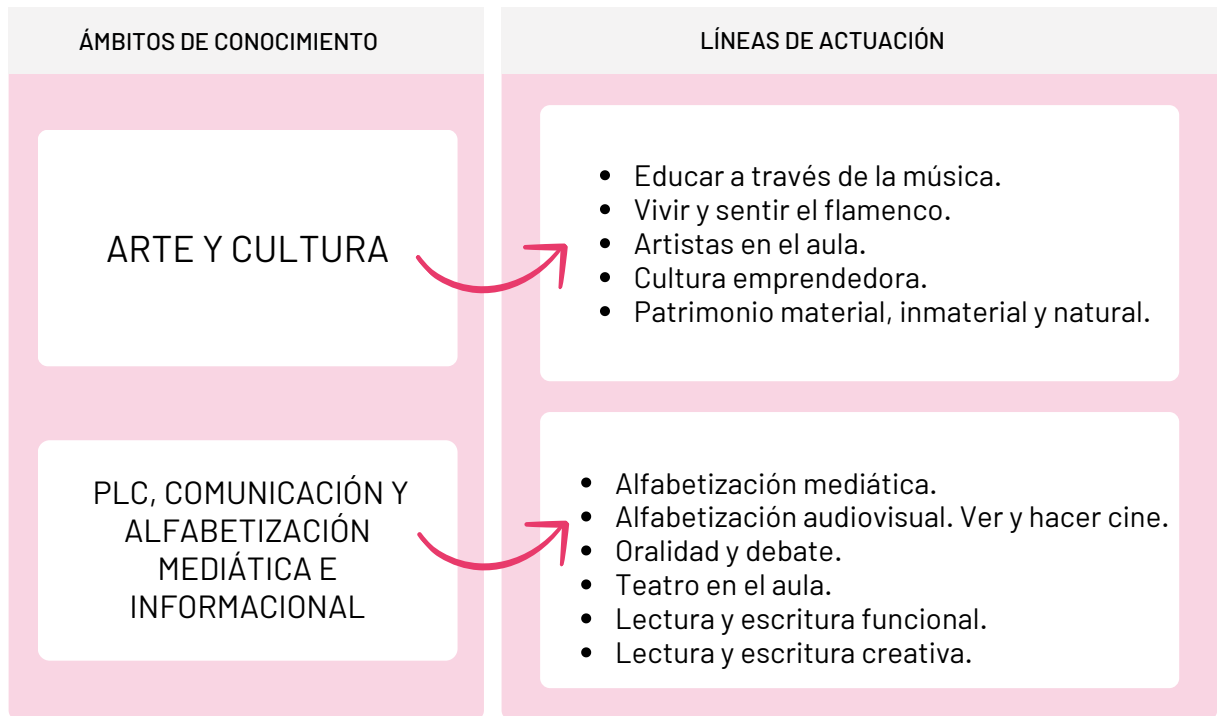 ÁMBITOS DE CONOCIMIENTO
LÍNEAS DE ACTUACIÓN
ARTE Y CULTURA
• Educar a través de la música.
• Vivir y sentir el flamenco.
• Artistas en el aula.
• Cultura emprendedora.
• Patrimonio material, inmaterial y natural.
PLC, COMUNICACIÓN Y
ALFABETIZACIÓN
MEDIÁTICA E
INFORMACIONAL
• Alfabetización mediática.
• Alfabetización audiovisual. Ver y hacer cine.
• Oralidad y debate.
• Teatro en el aula.
• Lectura y escritura funcional.
• Lectura y escritura creativa.